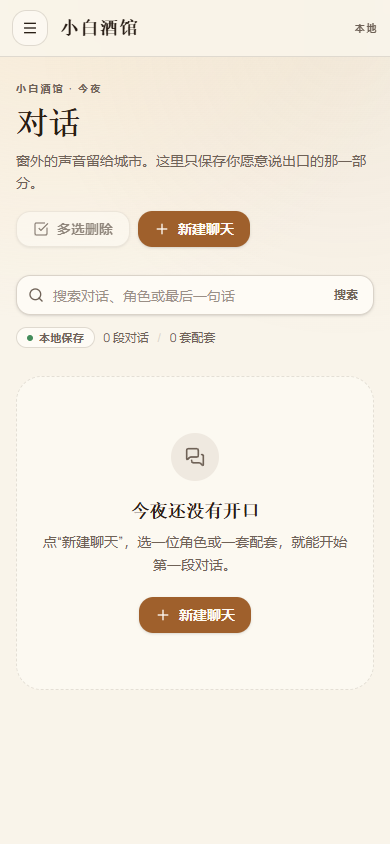 小白酒馆
本地
小白酒馆 · 今夜
对话
窗外的声音留给城市。这里只保存你愿意说出口的那一部
分。
多选删除
新建聊天
搜索对话、角色或最后一句话
搜索
本地保存
0 段对话 / 0 套配套
今夜还没有开口
点“新建聊天”，选一位角色或一套配套，就能开始
第一段对话。
新建聊天